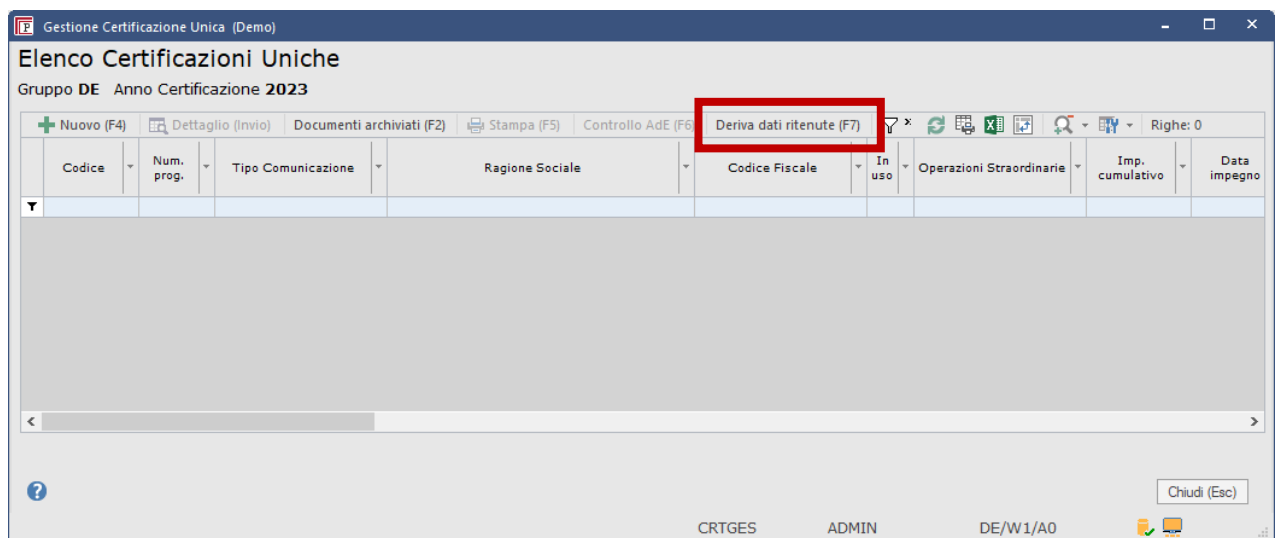 Gestione Certificazione Unica (Demo)
Elenco Certificazioni Uniche
Gruppo DE Anno Certificazione 2023
Nuovo (F4) Dettaglio (Invio) Documenti archiviati (F2) Stampa (F5) Controllo AdE (F6) Deriva dati ritenute (F7) Righe: 0
Codice Num. prog. Tipo Comunicazione Ragione Sociale Codice Fiscale In uso Operazioni Straordinarie Imp. cumulativo Data impegno
Chiudi (Esc)
CRTGES ADMIN DE/W1/A0